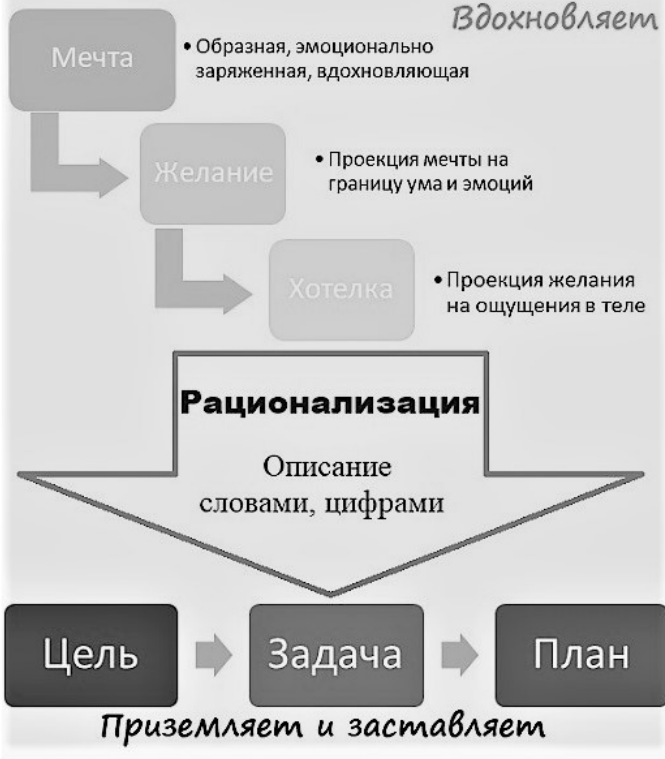 Вдохновляет
Мечта
• Образная, эмоционально
заряженная, вдохновляющая
Желание
• Проекция мечты на
границу ума и эмоций
Хотелка
• Проекция желания
на ощущения в теле
Рационализация
Описание
словами, цифрами
Цель
Задача
План
Приземляет и заставляет